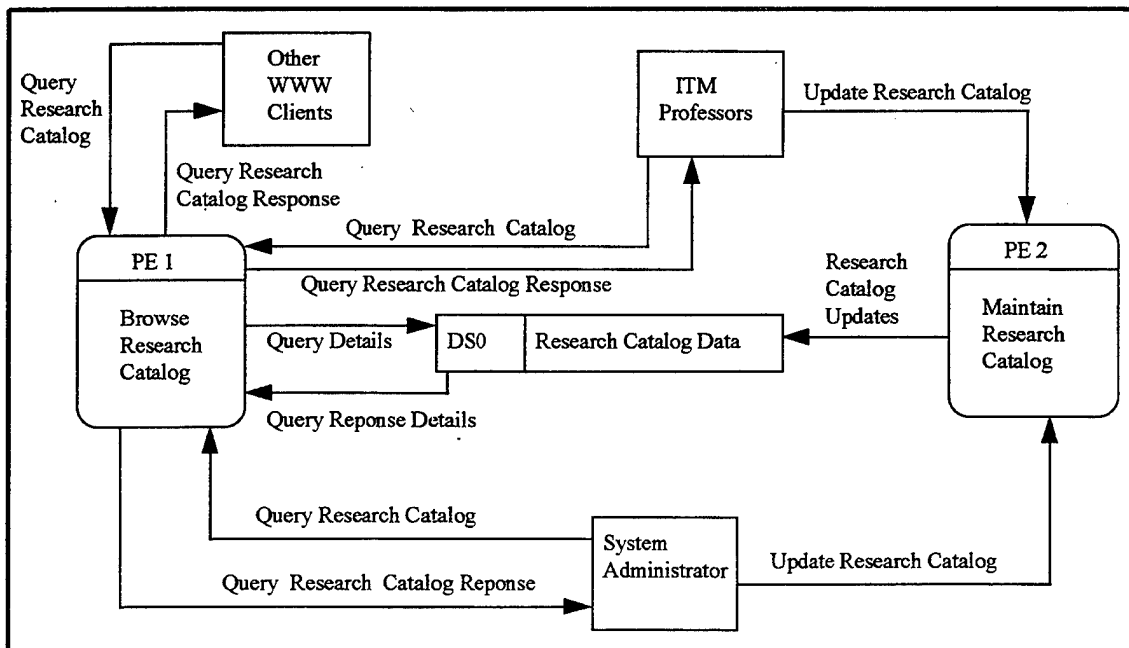 Other
WWW
Clients
Query
Research
Catalog
Query Research
Catalog Response
ITM
Professors
Update Research Catalog
Query Research Catalog
Query Research Catalog Response
PE 1
Browse
Research
Catalog
PE 2
Maintain
Research
Catalog
Research
Catalog
Updates
Query Details
DS0
Research Catalog Data
Query Reponse Details
Query Research Catalog
Query Research Catalog Reponse
System
Administrator
Update Research Catalog